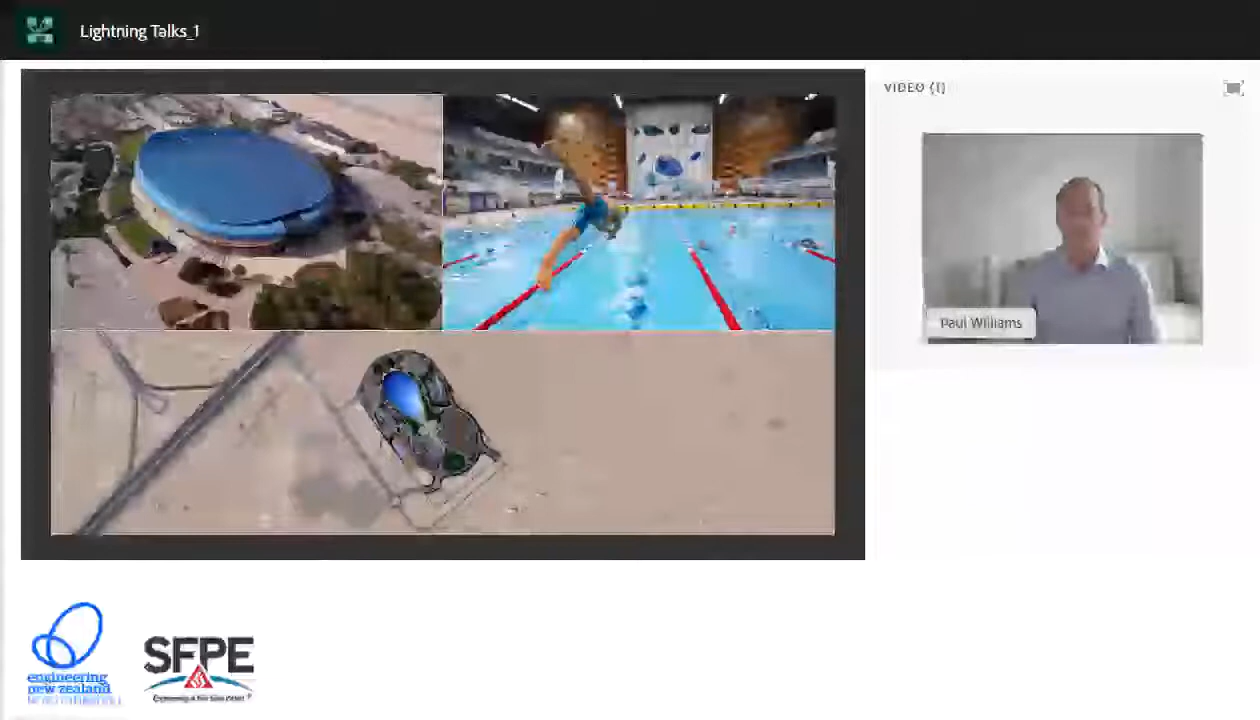 Lightning Talks_1
VIDEO (1)
Paul Williams
engineering
new zealand
SFPE